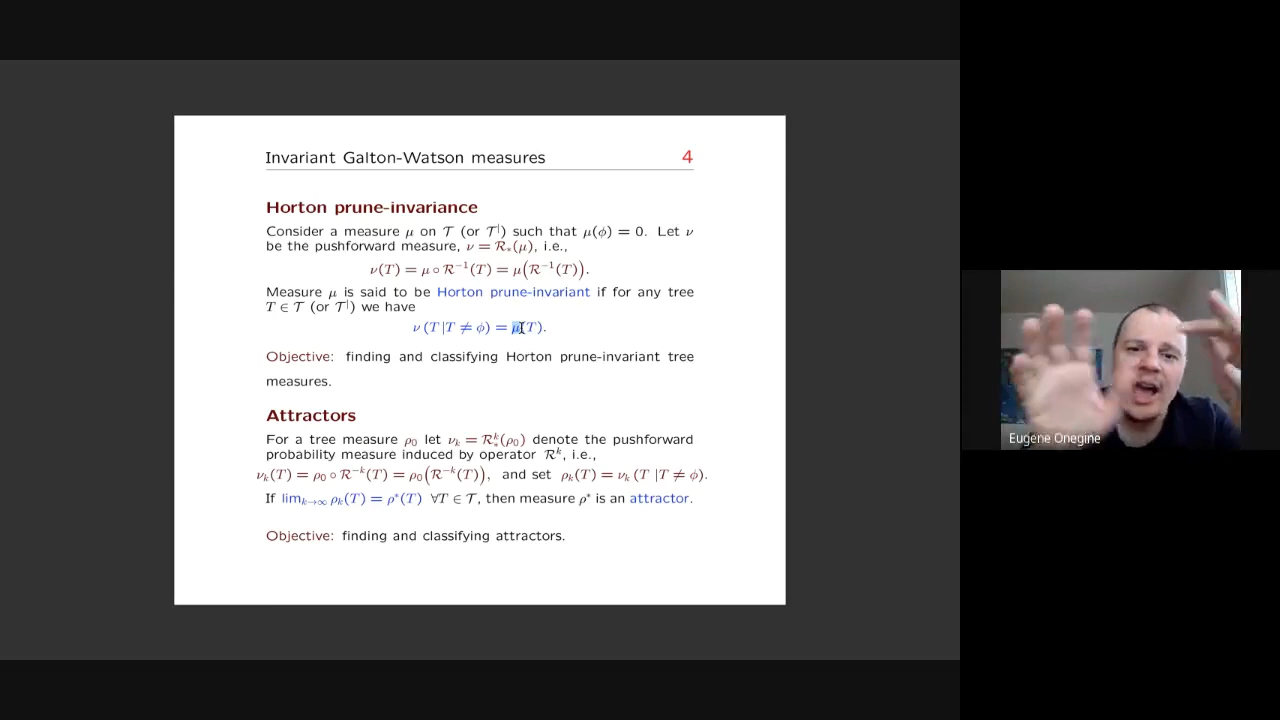 Invariant Galton-Watson measures 4
Horton prune-invariance
Consider a measure μ on 𝒯 (or 𝒯^|) such that μ(ϕ) = 0. Let ν
be the pushforward measure, ν = ℛ_*(μ), i.e.,
ν(T) = μ ∘ ℛ^{-1}(T) = μ(ℛ^{-1}(T)).
Measure μ is said to be Horton prune-invariant if for any tree
T ∈ 𝒯 (or 𝒯^|) we have
ν (T |T ≠ ϕ) = μ(T).
Objective: finding and classifying Horton prune-invariant tree
measures.
Attractors
For a tree measure ρ_0 let ν_k = ℛ_*^k(ρ_0) denote the pushforward
probability measure induced by operator ℛ^k, i.e.,
ν_k(T) = ρ_0 ∘ ℛ^{-k}(T) = ρ_0(ℛ^{-k}(T)), and set ρ_k(T) = ν_k (T |T ≠ ϕ).
If lim_{k→∞} ρ_k(T) = ρ^*(T) ∀T ∈ 𝒯, then measure ρ^* is an attractor.
Objective: finding and classifying attractors.
Eugene Onegine